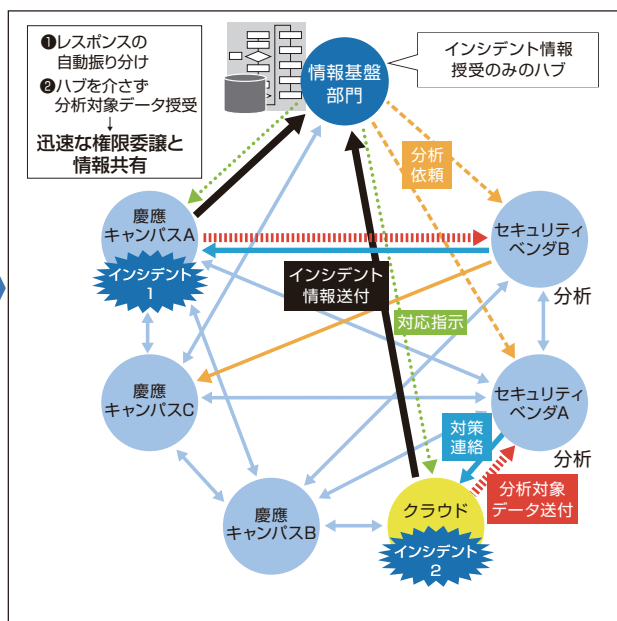 ❶レスポンスの
自動振り分け
❷ハブを介さず
分析対象データ授受
迅速な権限委譲と
情報共有
情報基盤
部門
インシデント情報
授受のみのハブ
分析
依頼
慶應
キャンパスA
インシデント
1
セキュリティ
ベンダB
分析
インシデント
情報送付
対応指示
慶應
キャンパスC
セキュリティ
ベンダA
分析
対策
連絡
分析対象
データ送付
慶應
キャンパスB
クラウド
インシデント
2